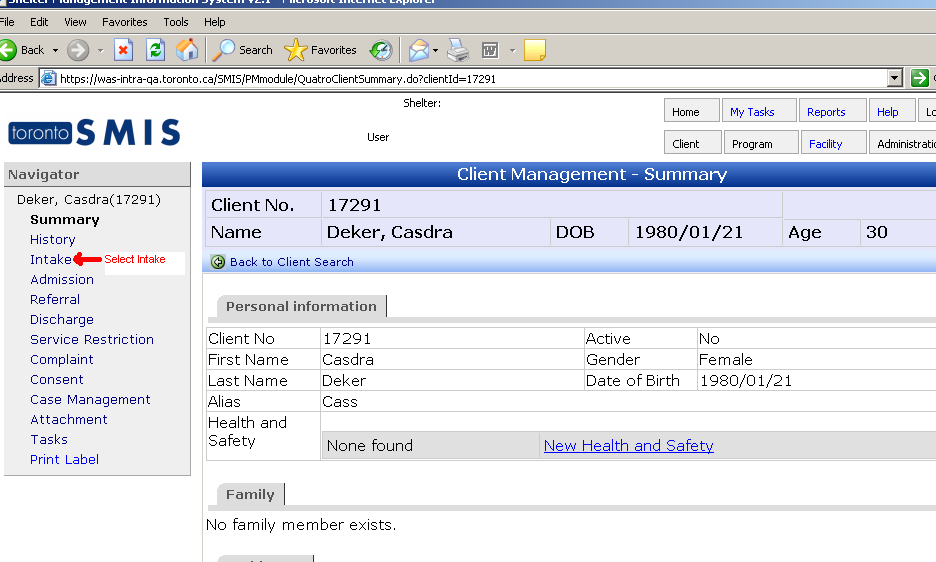 Shelter Management Information System v2.1 - Microsoft Internet Explorer
File Edit View Favorites Tools Help
Back Search Favorites
Address https://was-intra-qa.toronto.ca/SMIS/PMmodule/QuatroClientSummary.do?clientId=17291
Shelter:
Home My Tasks Reports Help Lo
toronto SMIS
User
Client Program Facility Administratio
Navigator
Client Management - Summary
Deker, Casdra(17291)
Summary
History
Intake Select Intake
Admission
Referral
Discharge
Service Restriction
Complaint
Consent
Case Management
Attachment
Tasks
Print Label
Client No. 17291
Name Deker, Casdra DOB 1980/01/21 Age 30
Back to Client Search
Personal information
Client No 17291 Active No
First Name Casdra Gender Female
Last Name Deker Date of Birth 1980/01/21
Alias Cass
Health and
Safety
None found New Health and Safety
Family
No family member exists.